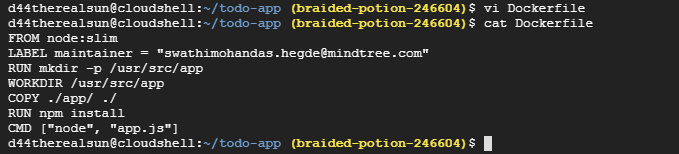 d44therealsun@cloudshell:~/todo-app (braided-potion-246604)$ vi Dockerfile
d44therealsun@cloudshell:~/todo-app (braided-potion-246604)$ cat Dockerfile
FROM node:slim
LABEL maintainer = "swathimohandas.hegde@mindtree.com"
RUN mkdir -p /usr/src/app
WORKDIR /usr/src/app
COPY ./app/ ./
RUN npm install
CMD ["node", "app.js"]
d44therealsun@cloudshell:~/todo-app (braided-potion-246604)$